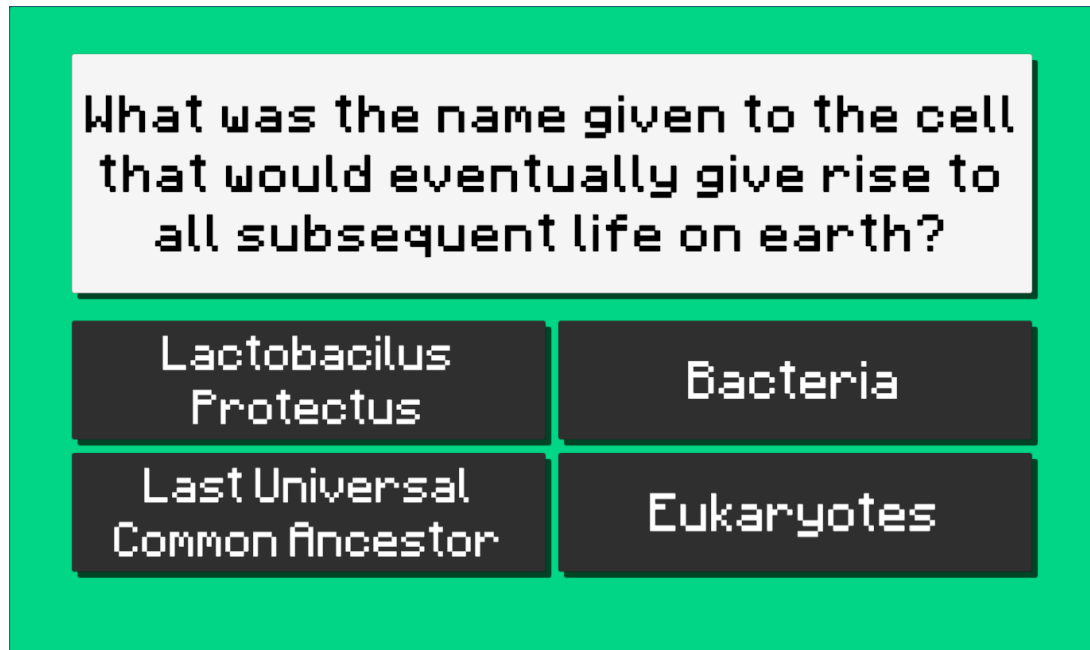 What was the name given to the cell
that would eventually give rise to
all subsequent life on earth?
Lactobacilus
Protectus
Bacteria
Last Universal
Common Ancestor
Eukaryotes